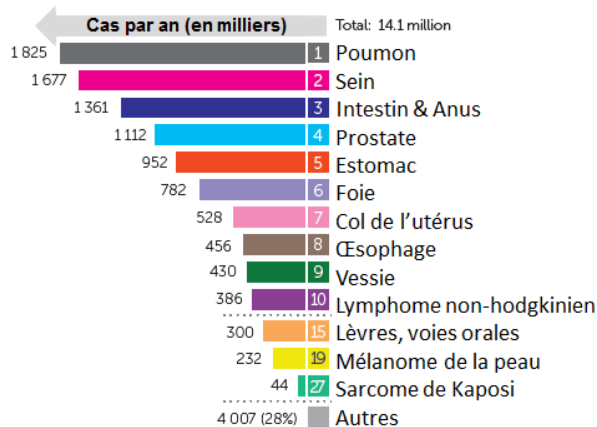 Cas par an (en milliers) Total: 14.1 million
1 825 1 Poumon
1 677 2 Sein
1 361 3 Intestin & Anus
1 112 4 Prostate
952 5 Estomac
782 6 Foie
528 7 Col de l’utérus
456 8 Œsophage
430 9 Vessie
386 10 Lymphome non-hodgkinien
300 15 Lèvres, voies orales
232 19 Mélanome de la peau
44 27 Sarcome de Kaposi
4 007 (28%) Autres